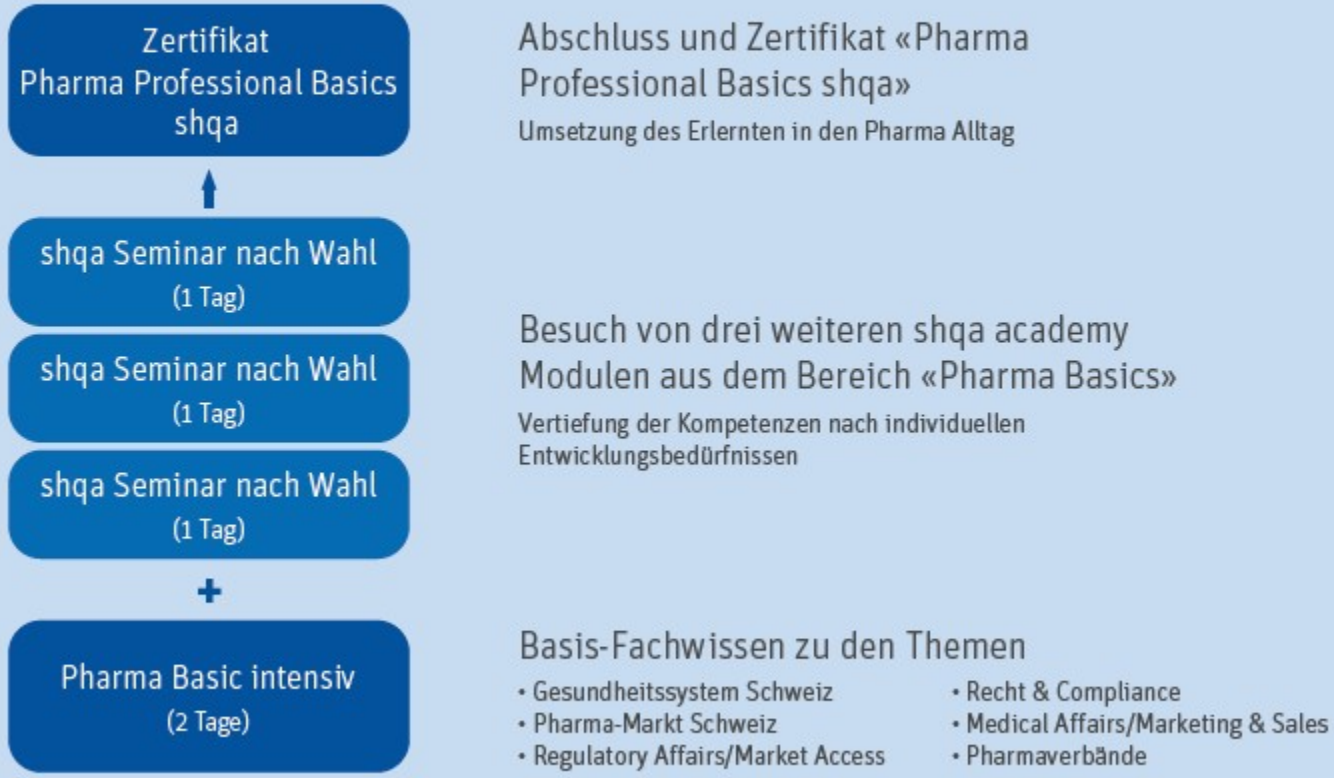 Zertifikat
Pharma Professional Basics
shqa
Abschluss und Zertifikat «Pharma
Professional Basics shqa»
Umsetzung des Erlernten in den Pharma Alltag
shqa Seminar nach Wahl
(1 Tag)
shqa Seminar nach Wahl
(1 Tag)
shqa Seminar nach Wahl
(1 Tag)
Besuch von drei weiteren shqa academy
Modulen aus dem Bereich «Pharma Basics»
Vertiefung der Kompetenzen nach individuellen
Entwicklungsbedürfnissen
+
Pharma Basic intensiv
(2 Tage)
Basis-Fachwissen zu den Themen
• Gesundheitssystem Schweiz
• Pharma-Markt Schweiz
• Regulatory Affairs/Market Access
• Recht & Compliance
• Medical Affairs/Marketing & Sales
• Pharmaverbände